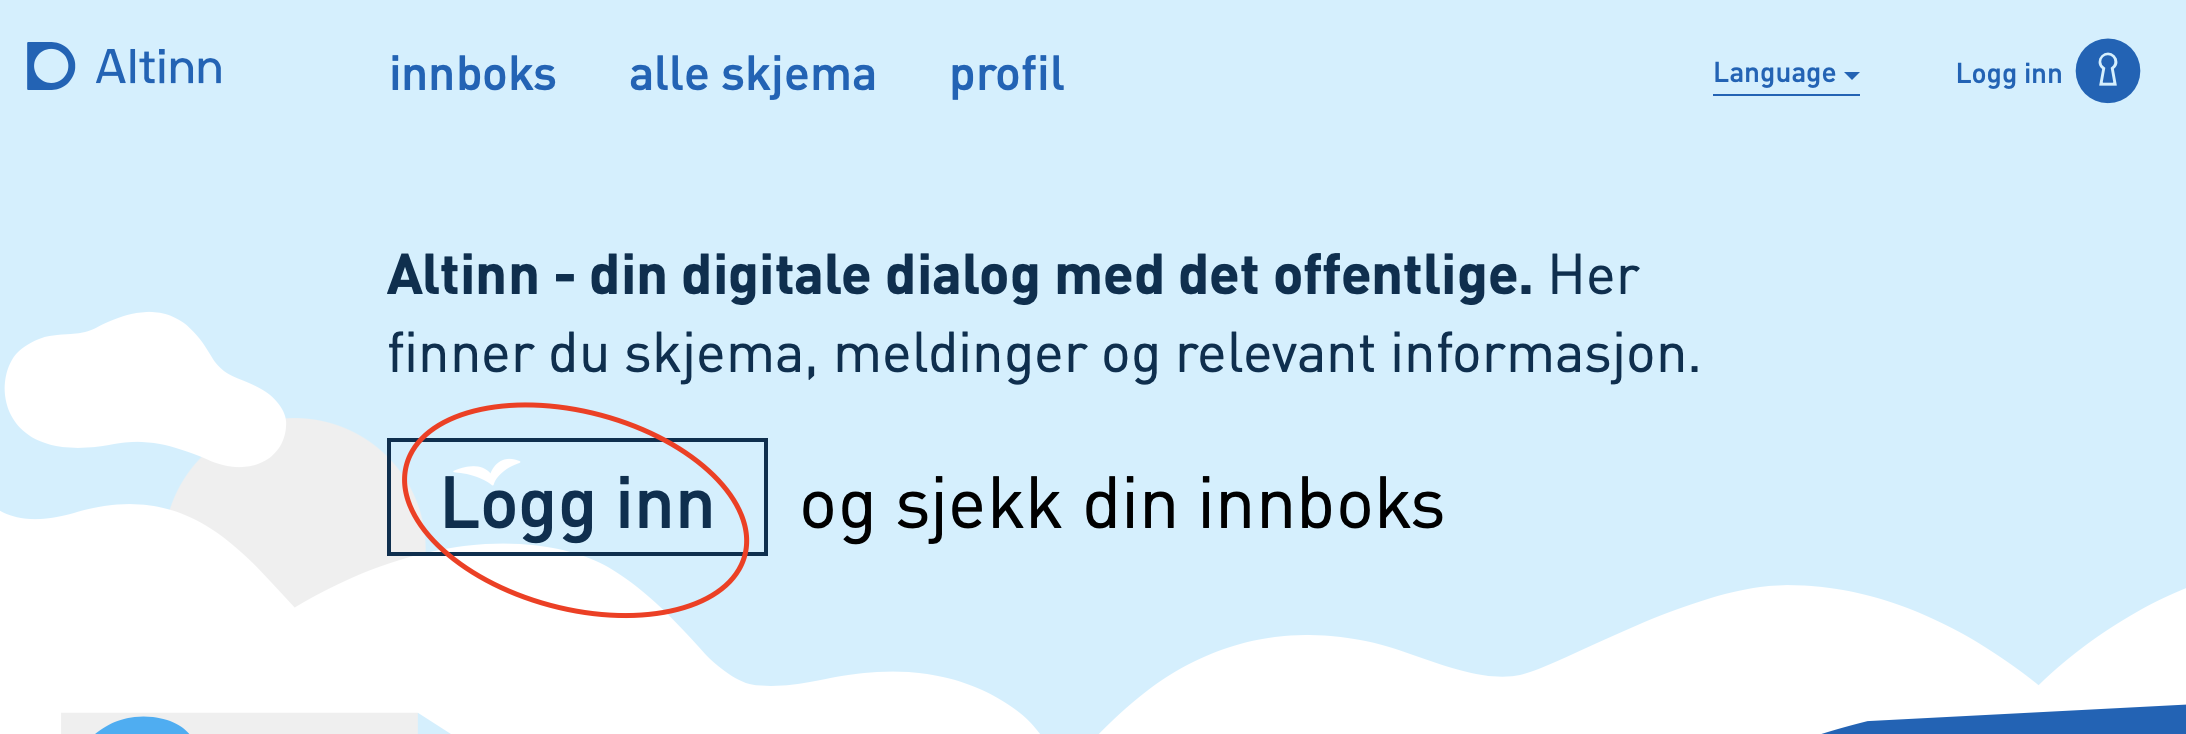 Altinn
innboks alle skjema profil
Language
Logg inn
Altinn - din digitale dialog med det offentlige. Her
finner du skjema, meldinger og relevant informasjon.
Logg inn og sjekk din innboks